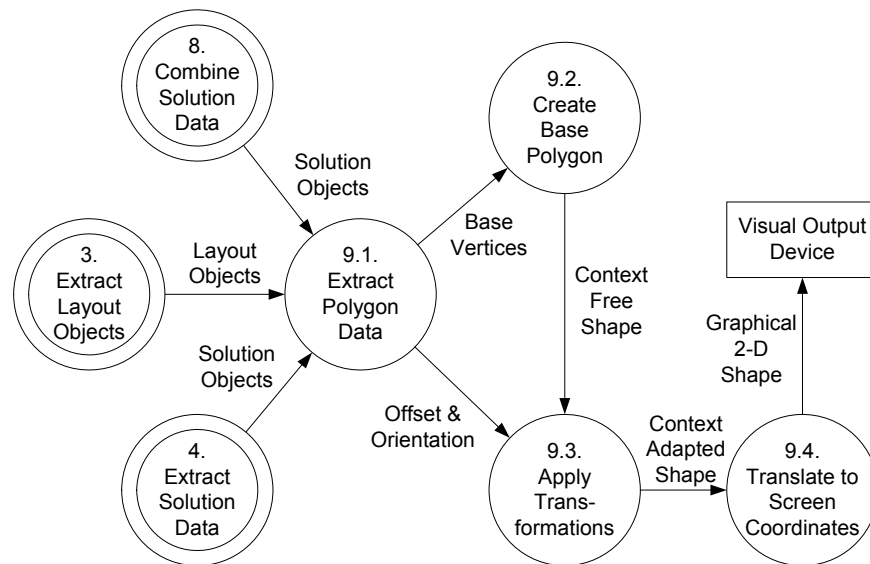 8.
Combine
Solution
Data
9.2.
Create
Base
Polygon
Solution
Objects
Base
Vertices
Visual Output
Device
3.
Extract
Layout
Objects
Layout
Objects
9.1.
Extract
Polygon
Data
Context
Free
Shape
Graphical
2-D
Shape
Solution
Objects
Offset &
Orientation
4.
Extract
Solution
Data
9.3.
Apply
Trans-
formations
Context
Adapted
Shape
9.4.
Translate to
Screen
Coordinates